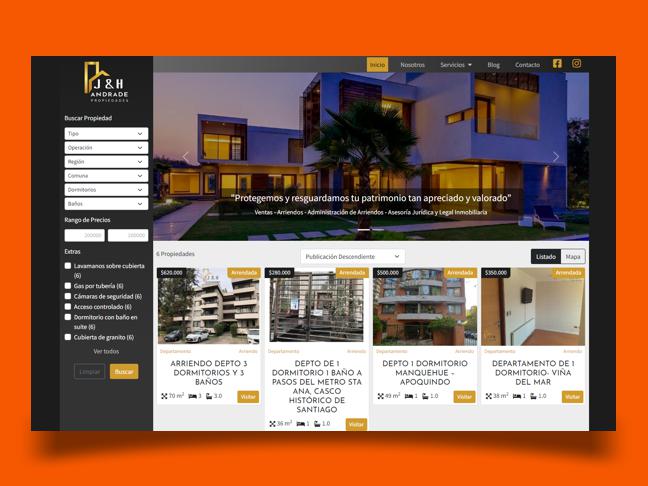 J & H
ANDRADE
PROPIEDADES
Inicio
Nosotros
Servicios
Blog
Contacto
Buscar Propiedad
Tipo
Operación
Región
Comuna
Dormitorios
Baños
Rango de Precios
Extras
Lavamanos sobre cubierta
(6)
Gas por tubería (6)
Cámaras de seguridad (6)
Acceso controlado (6)
Dormitorio con baño en
suite (6)
Cubierta de granito (6)
Ver todos
Limpiar
Buscar
"Protegemos y resguardamos tu patrimonio tan apreciado y valorado"
Ventas - Arriendos - Administración de Arriendos - Asesoría Jurídica y Legal Inmobiliaria
6 Propiedades
Publicación Descendiente
Listado
Mapa
$620.000
Arrendada
Departamento
Arriendo
ARRIENDO DEPTO 3
DORMITORIOS Y 3
BAÑOS
70 m²
3
3.0
Visitar
$280.000
Arrendada
Departamento
Arriendo
DEPTO DE 1
DORMITORIO 1 BAÑO A
PASOS DEL METRO STA
ANA, CASCO
HISTÓRICO DE
SANTIAGO
36 m²
1
1.0
Visitar
$500.000
Arrendada
Departamento
Arriendo
DEPTO 1 DORMITORIO
MANQUEHUE -
APOQUINDO
49 m²
1
1.0
Visitar
$350.000
Arrendada
Departamento
Arriendo
DEPARTAMENTO DE 1
DORMITORIO- VIÑA
DEL MAR
38 m²
1
1.0
Visitar